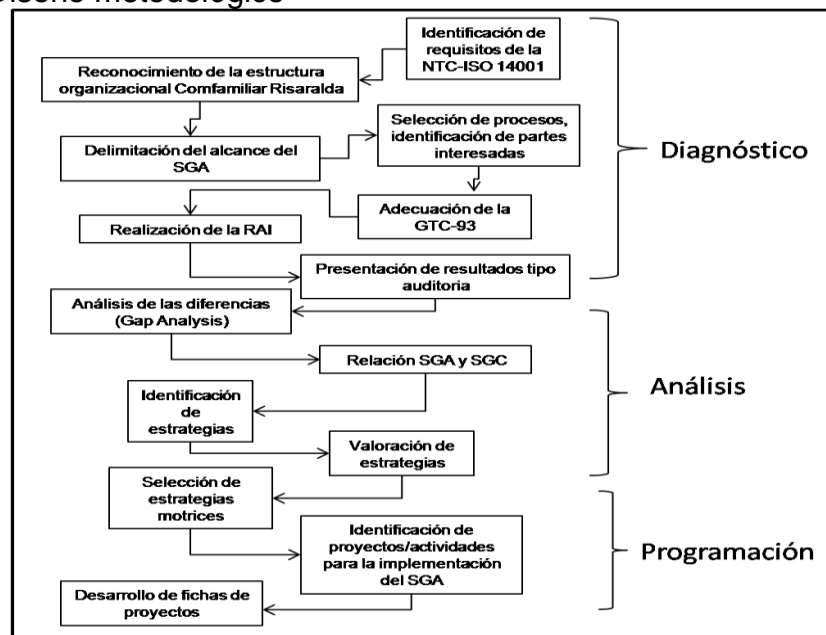 Diseño metodológico
Identificación de
requisitos de la
NTC-ISO 14001
Reconocimiento de la estructura
organizacional Comfamiliar Risaralda
Selección de procesos,
identificación de partes
interesadas
Delimitación del alcance del
SGA
Diagnóstico
Adecuación de la
GTC-93
Realización de la RAI
Presentación de resultados tipo
auditoria
Análisis de las diferencias
(Gap Analysis)
Relación SGA y SGC
Análisis
Identificación
de
estrategias
Valoración de
estrategias
Selección de
estrategias
motrices
Identificación de
proyectos/actividades
para la implementación
del SGA
Programación
Desarrollo de fichas de
proyectos